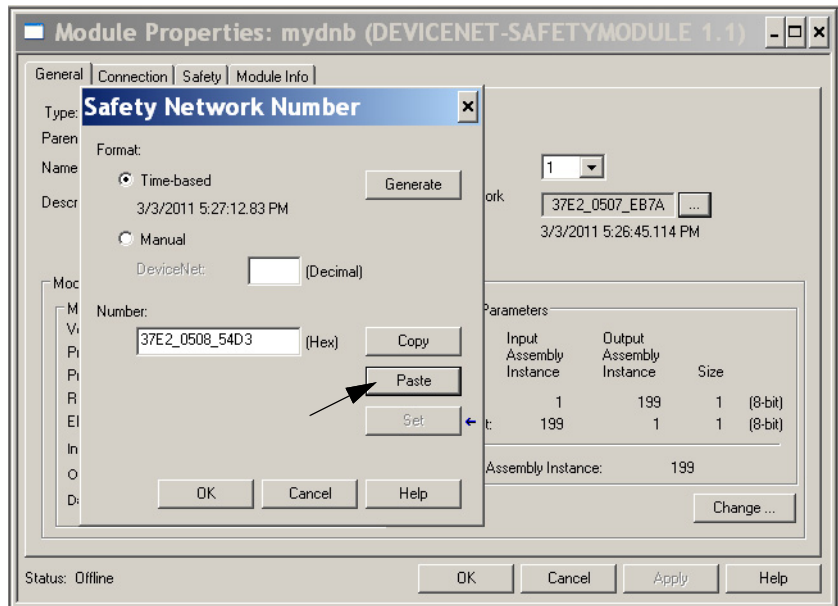 Module Properties: mydnb (DEVICENET-SAFETYMODULE 1.1)
General Connection Safety Module Info
Type:
Paren
Name
Descr
Safety Network Number
Format:
Time-based
3/3/2011 5:27:12.83 PM
Generate
Manual
DeviceNet: (Decimal)
Number:
37E2_0508_54D3 (Hex)
Copy
Paste
Set
OK Cancel Help
1
ork 37E2_0507_EB7A ...
3/3/2011 5:26:45.114 PM
Moc
M
Pr
R
El
In
O
Parameters
Input Assembly Instance
Output Assembly Instance
Size
1 199 1 (8-bit)
t: 199 1 1 (8-bit)
Assembly Instance: 199
Change ...
Status: Offline
OK Cancel Apply Help